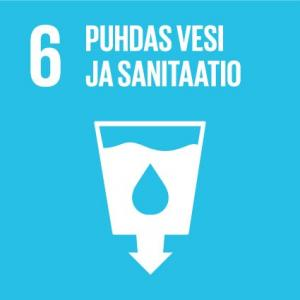 6 PUHDAS VESI
JA SANITAATIO